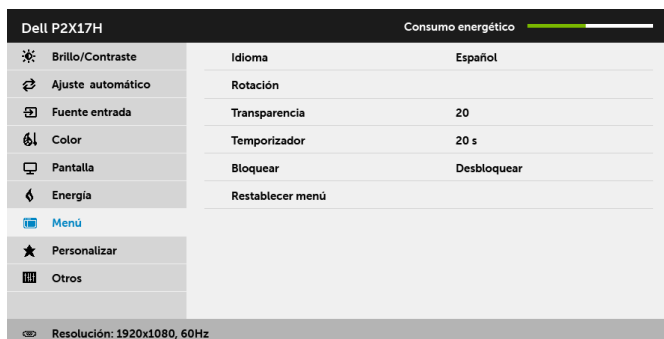 Dell P2X17H Consumo energético
Brillo/Contraste Idioma Español
Ajuste automático Rotación
Fuente entrada Transparencia 20
Color Temporizador 20 s
Pantalla Bloquear Desbloquear
Energía Restablecer menú
Menú
Personalizar
Otros
Resolución: 1920x1080, 60Hz